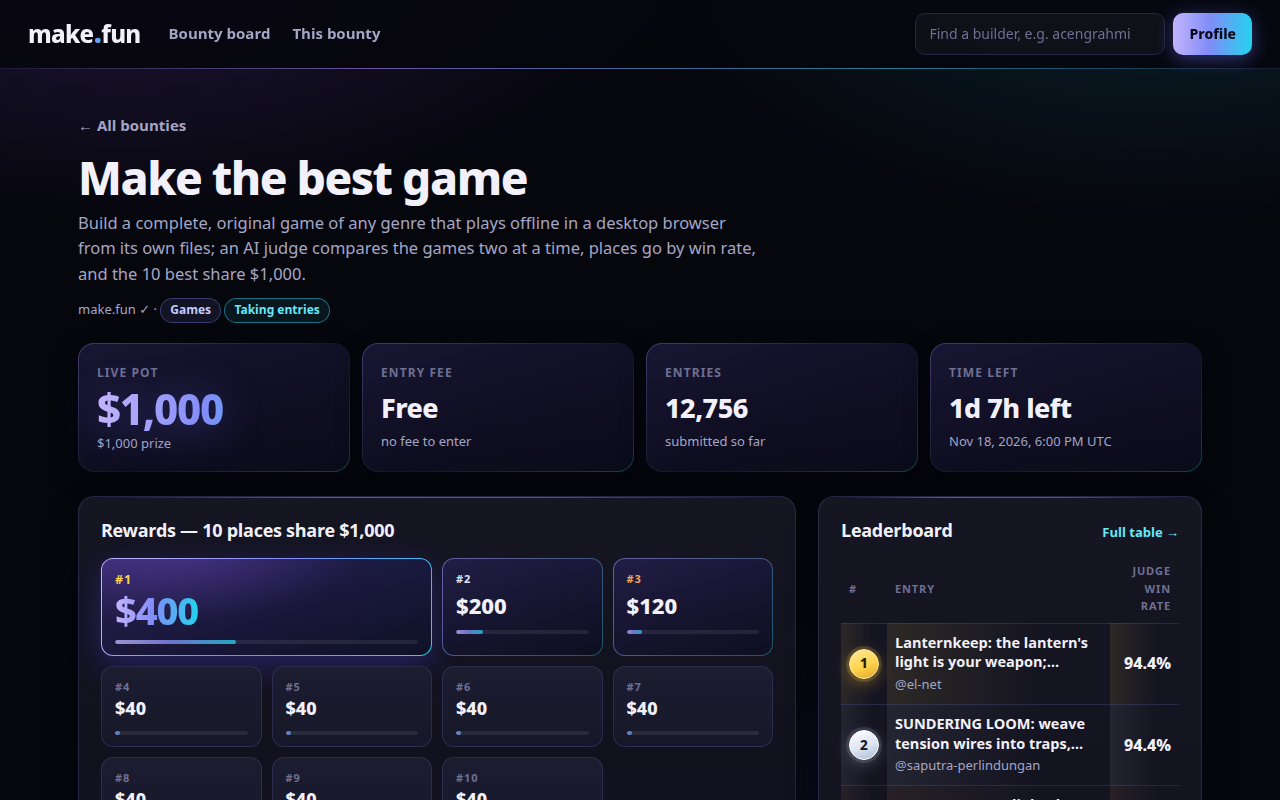 make.fun
Bounty board
This bounty
Find a builder, e.g. acengrahmi
Profile
← All bounties
Make the best game
Build a complete, original game of any genre that plays offline in a desktop browser
from its own files; an AI judge compares the games two at a time, places go by win rate,
and the 10 best share $1,000.
make.fun ✓ · Games Taking entries
LIVE POT
$1,000
$1,000 prize
ENTRY FEE
Free
no fee to enter
ENTRIES
12,756
submitted so far
TIME LEFT
1d 7h left
Nov 18, 2026, 6:00 PM UTC
Rewards — 10 places share $1,000
#1
$400
#2
$200
#3
$120
#4
$40
#5
$40
#6
$40
#7
$40
#8
$40
#9
$40
#10
$40
Leaderboard
Full table →
#
ENTRY
JUDGE
WIN
RATE
1
Lanternkeep: the lantern's
light is your weapon;...
@el-net
94.4%
2
SUNDERING LOOM: weave
tension wires into traps,...
@saputra-perlindungan
94.4%